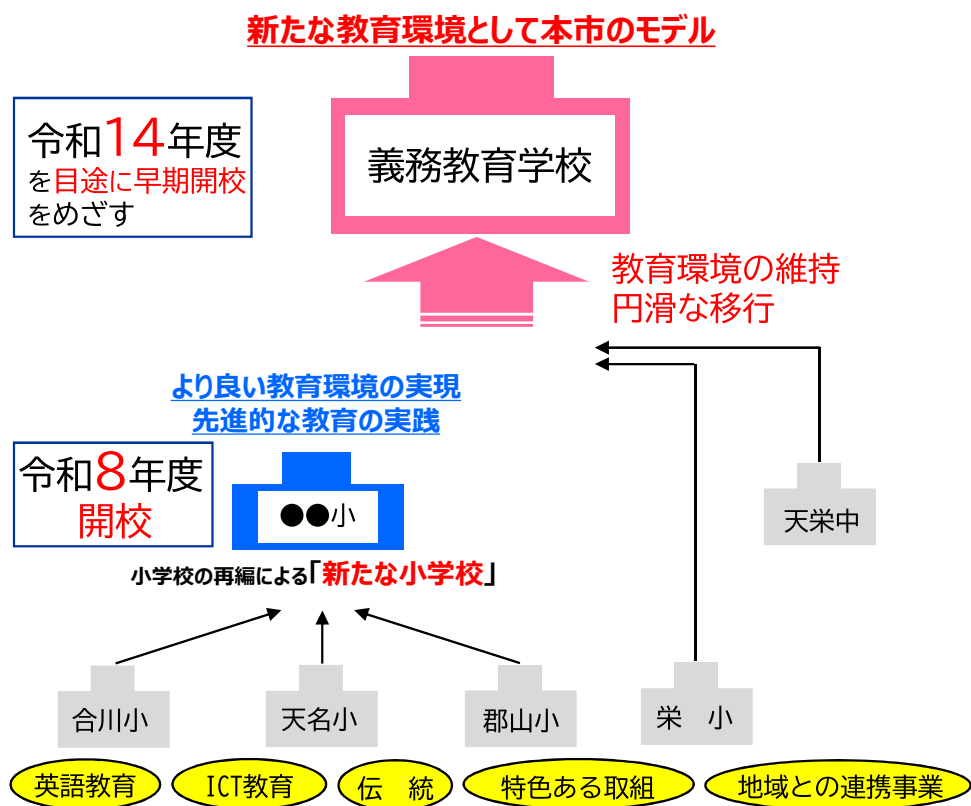 新たな教育環境として本市のモデル
令和14年度
を目途に早期開校
をめざす
義務教育学校
教育環境の維持
円滑な移行
より良い教育環境の実現
先進的な教育の実践
令和8年度
開校
●●小
天栄中
小学校の再編による「新たな小学校」
合川小
天名小
郡山小
栄　小
英語教育
ICT教育
伝　統
特色ある取組
地域との連携事業